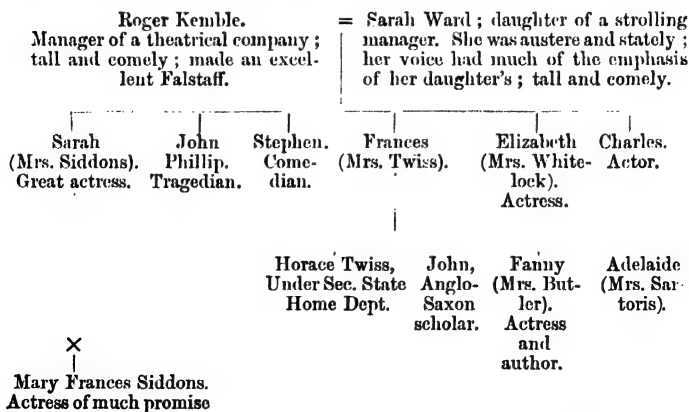 Roger Kemble.
Manager of a theatrical company ;
tall and comely ; made an excel-
lent Falstaff.
= Sarah Ward ; daughter of a strolling
manager. She was austere and stately ;
her voice had much of the emphasis
of her daughter's ; tall and comely.
Sarah
(Mrs. Siddons).
Great actress.
John
Phillip.
Tragedian.
Stephen.
Come-
dian.
Frances
(Mrs. Twiss).
Elizabeth
(Mrs. White-
lock).
Actress.
Charles.
Actor.
Horace Twiss,
Under Sec. State
Home Dept.
John,
Anglo-
Saxon
scholar.
Fanny
(Mrs. But-
ler).
Actress
and
author.
Adelaide
(Mrs. Sar-
toris).
×
Mary Frances Siddons.
Actress of much promise